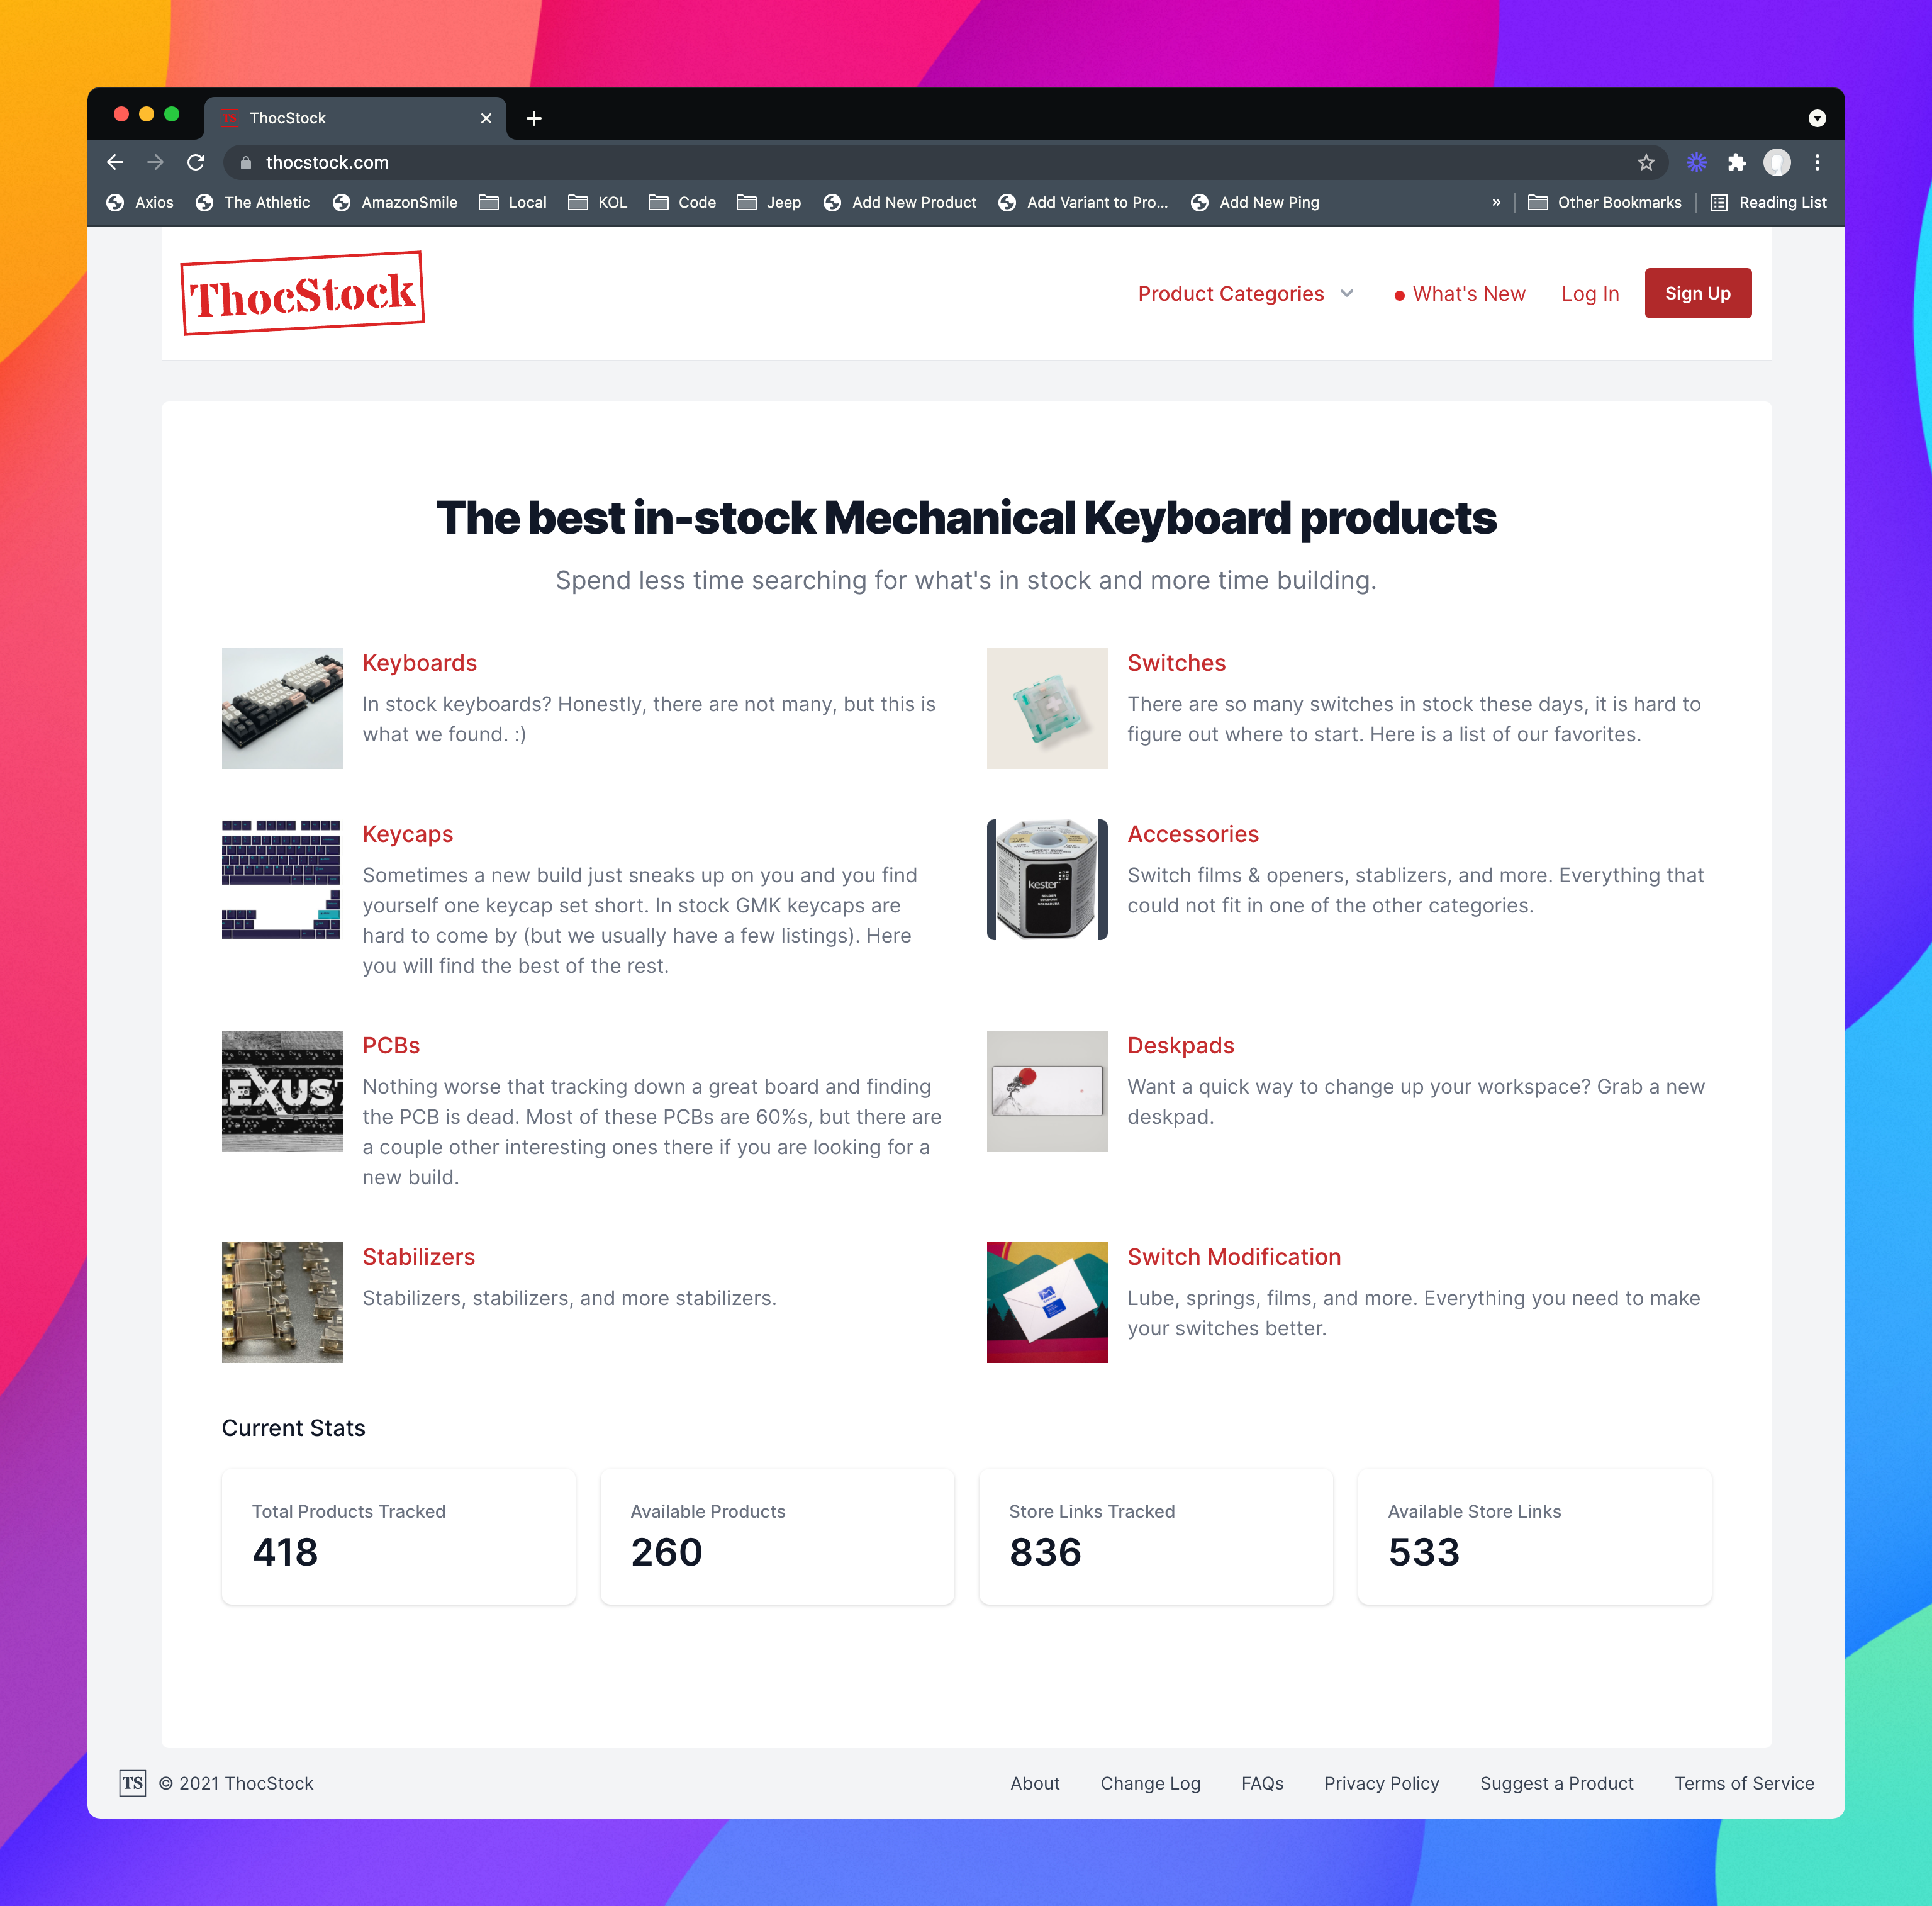 TS ThocStock
thocstock.com
Axios The Athletic AmazonSmile Local KOL Code Jeep Add New Product Add Variant to Pro... Add New Ping » Other Bookmarks Reading List
ThocStock
Product Categories What's New Log In Sign Up
The best in-stock Mechanical Keyboard products
Spend less time searching for what's in stock and more time building.
Keyboards
In stock keyboards? Honestly, there are not many, but this is
what we found. :)
Switches
There are so many switches in stock these days, it is hard to
figure out where to start. Here is a list of our favorites.
Keycaps
Sometimes a new build just sneaks up on you and you find
yourself one keycap set short. In stock GMK keycaps are
hard to come by (but we usually have a few listings). Here
you will find the best of the rest.
kester
Accessories
Switch films & openers, stablizers, and more. Everything that
could not fit in one of the other categories.
EXUS
PCBs
Nothing worse that tracking down a great board and finding
the PCB is dead. Most of these PCBs are 60%s, but there are
a couple other interesting ones there if you are looking for a
new build.
Deskpads
Want a quick way to change up your workspace? Grab a new
deskpad.
Stabilizers
Stabilizers, stabilizers, and more stabilizers.
Switch Modification
Lube, springs, films, and more. Everything you need to make
your switches better.
Current Stats
Total Products Tracked
418
Available Products
260
Store Links Tracked
836
Available Store Links
533
TS © 2021 ThocStock
About Change Log FAQs Privacy Policy Suggest a Product Terms of Service